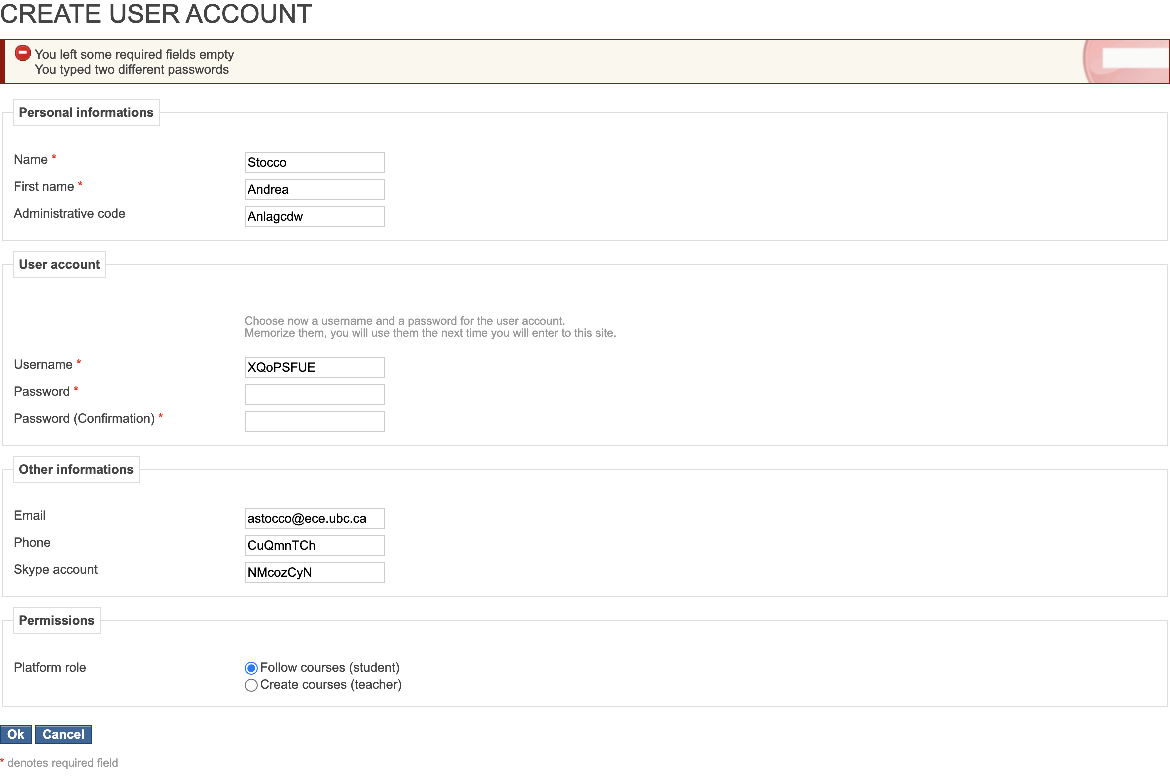 CREATE USER ACCOUNT
You left some required fields empty
You typed two different passwords
Personal informations
Name * Stocco
First name * Andrea
Administrative code Anlagcdw
User account
Choose now a username and a password for the user account.
Memorize them, you will use them the next time you will enter to this site.
Username * XQoPSFUE
Password *
Password (Confirmation) *
Other informations
Email astocco@ece.ubc.ca
Phone CuQmnTCh
Skype account NMcozCyN
Permissions
Platform role Follow courses (student)
Create courses (teacher)
Ok Cancel
* denotes required field